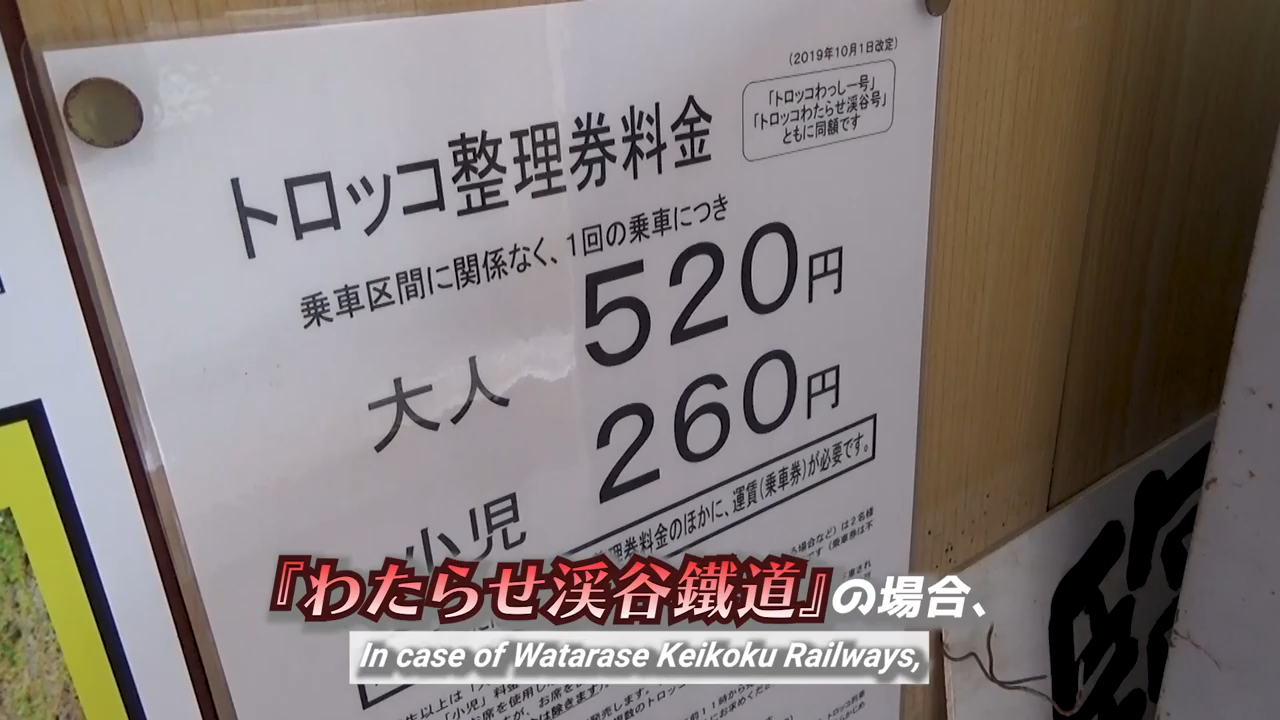 （2019年10月1日改定）
「トロッコわっしー号」
「トロッコわたらせ渓谷号」
ともに同額です
トロッコ整理券料金
乗車区間に関係なく、1回の乗車につき
大人 520円
小児 260円
整理券料金のほかに、運賃（乗車券）が必要です。
『わたらせ渓谷鐵道』の場合、
In case of Watarase Keikoku Railways,